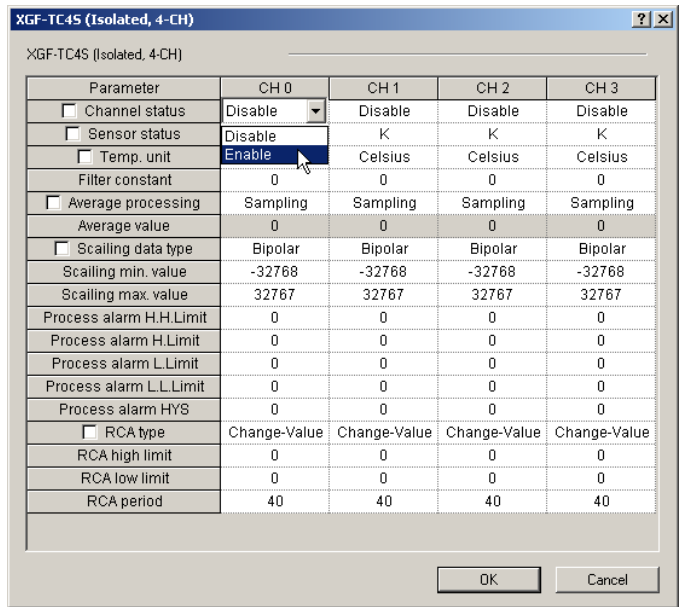 XGF-TC4S (Isolated, 4-CH)
XGF-TC4S (Isolated, 4-CH)
Parameter CH 0 CH 1 CH 2 CH 3
Channel status Disable Disable Disable Disable
Sensor status Disable K K K
Temp. unit Enable Celsius Celsius Celsius
Filter constant 0 0 0 0
Average processing Sampling Sampling Sampling Sampling
Average value 0 0 0 0
Scailing data type Bipolar Bipolar Bipolar Bipolar
Scailing min. value -32768 -32768 -32768 -32768
Scailing max. value 32767 32767 32767 32767
Process alarm H.H.Limit 0 0 0 0
Process alarm H.Limit 0 0 0 0
Process alarm L.Limit 0 0 0 0
Process alarm L.L.Limit 0 0 0 0
Process alarm HYS 0 0 0 0
RCA type Change-Value Change-Value Change-Value Change-Value
RCA high limit 0 0 0 0
RCA low limit 0 0 0 0
RCA period 40 40 40 40
OK Cancel